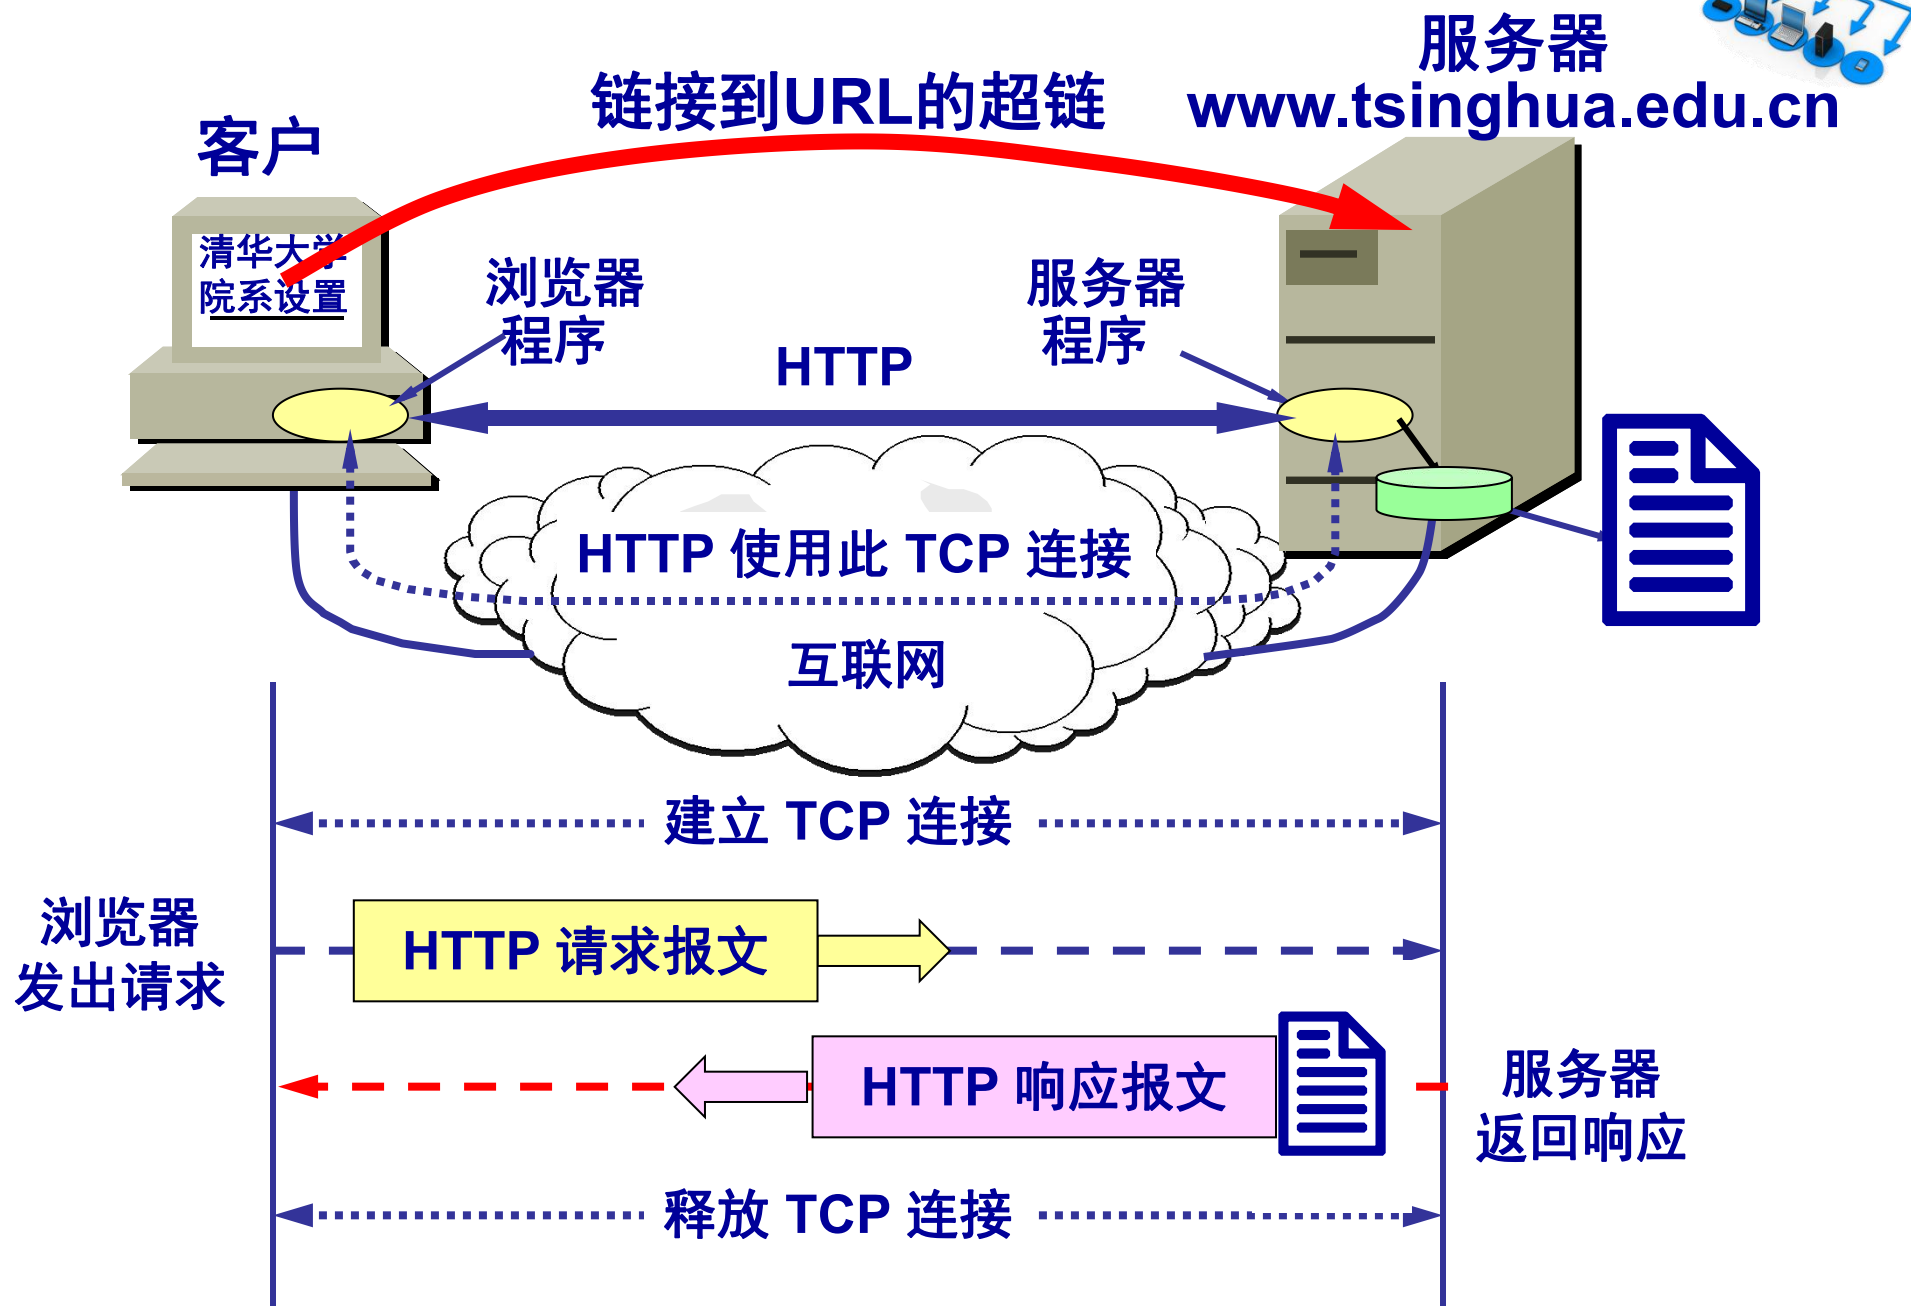 服务器
www.tsinghua.edu.cn
链接到URL的超链
客户
清华大学
院系设置
浏览器
程序
服务器
程序
HTTP
HTTP 使用此 TCP 连接
互联网
建立 TCP 连接
浏览器
发出请求
HTTP 请求报文
HTTP 响应报文
服务器
返回响应
释放 TCP 连接